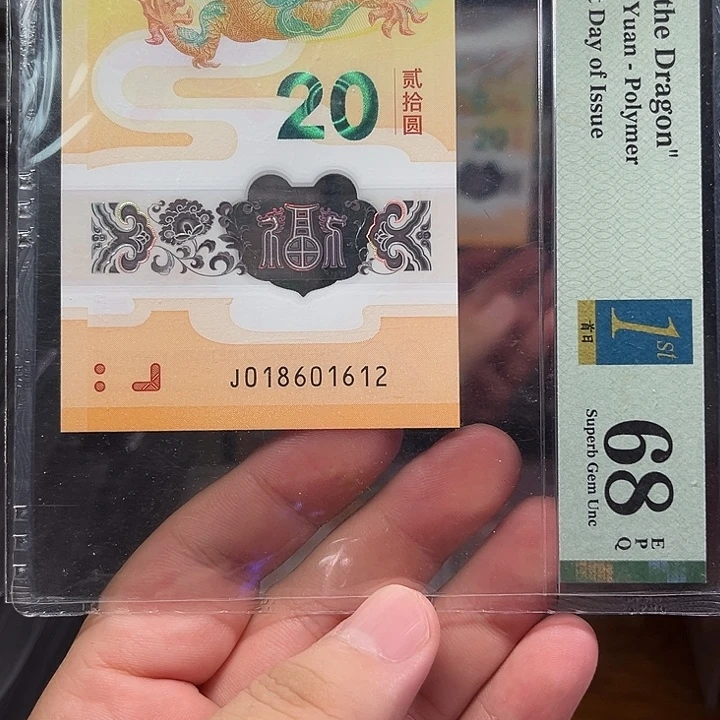 20
贰拾圆
福
J018601612
the Dragon"
Yuan - Polymer
Day of Issue
1st
首日
68
EPQ
Superb Gem Unc